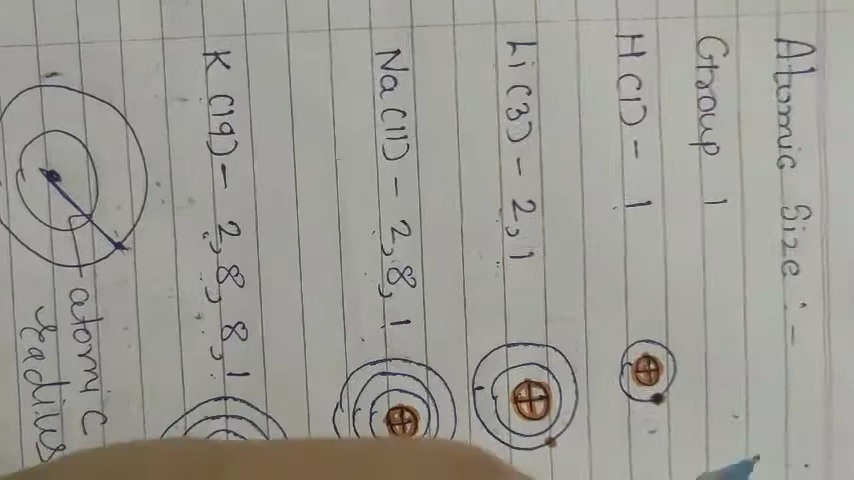 Atomic Size :-
Group 1
H(1) - 1
Li(3) - 2,1
Na(11) - 2,8,1
K(19) - 2,8,8,1
atomic
radius